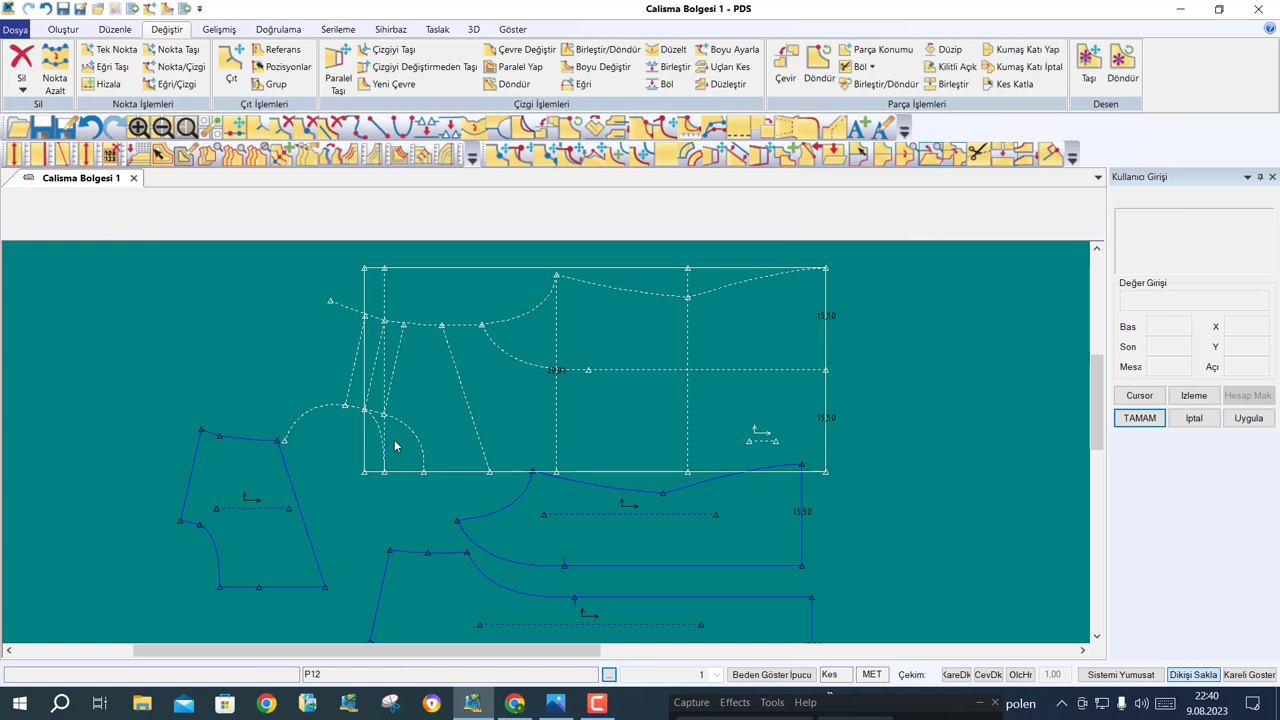 Calisma Bolgesi 1 - PDS
Dosya Oluştur Düzenle Değiştir Gelişmiş Doğrulama Serileme Sihirbaz Taslak 3D Göster
Tek Nokta Nokta Taşı Referans Çizgiyi Taşı Çevre Değiştir Birleştir/Döndür Düzelt Boyu Ayarı Parça Konumu Düzip Kumaş Katı Yap
Eğri Taşı Nokta/Çizgi Pozisyonlar Çizgiyi Değiştirmeden Taşı Paralel Yap Boyu Değiştir Birleştir Uçları Kes Böl Kilitli Açık Kumaş Katı İptal
Sil Nokta Azalt Hizala Eğri/Çizgi Çıt Grup Paralel Taşı Yeni Çevre Döndür Eğri Böl Düzleştir Çevir Döndür Birleştir/Döndür Birleştir Kes Katla Taşı Döndür
Sil Nokta İşlemleri Çıt İşlemleri Çizgi İşlemleri Parça İşlemleri Desen
Calisma Bolgesi 1
Kullanıcı Girişi
15,50
15,50
15,50
Değer Girişi
Bas X
Son Y
Mesa Açı
Cursor Izleme Hesap Mak.
TAMAM Iptal Uygula
P12 1 Beden Göster İpucu Kes MET Çekim: KareDk CevDk OlcHr 1,00 Sistemi Yumusat Dikişi Sakla Kareli Goster
Capture Effects Tools Help
polen
22:40
9.08.2023